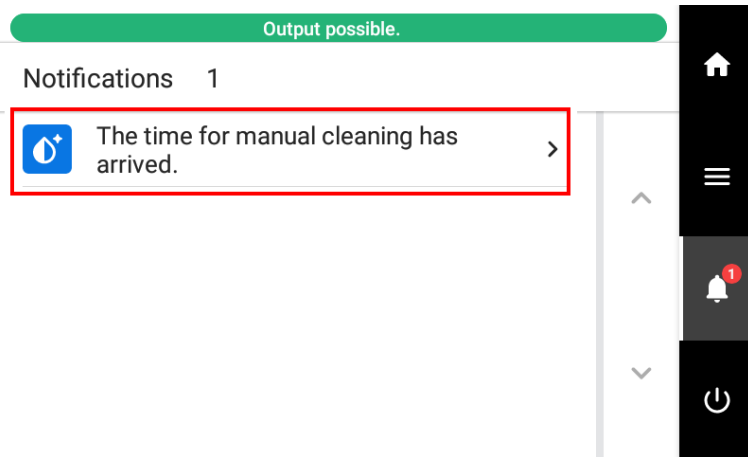 Output possible.
Notifications 1
The time for manual cleaning has
arrived.
1